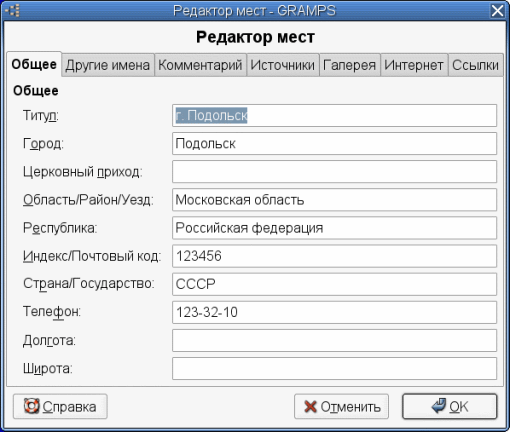 Редактор мест - GRAMPS
Редактор мест
Общее Другие имена Комментарий Источники Галерея Интернет Ссылки
Общее
Титул: г. Подольск
Город: Подольск
Церковный приход:
Область/Район/Уезд: Московская область
Республика: Российская федерация
Индекс/Почтовый код: 123456
Страна/Государство: СССР
Телефон: 123-32-10
Долгота:
Широта:
Справка Отменить OK